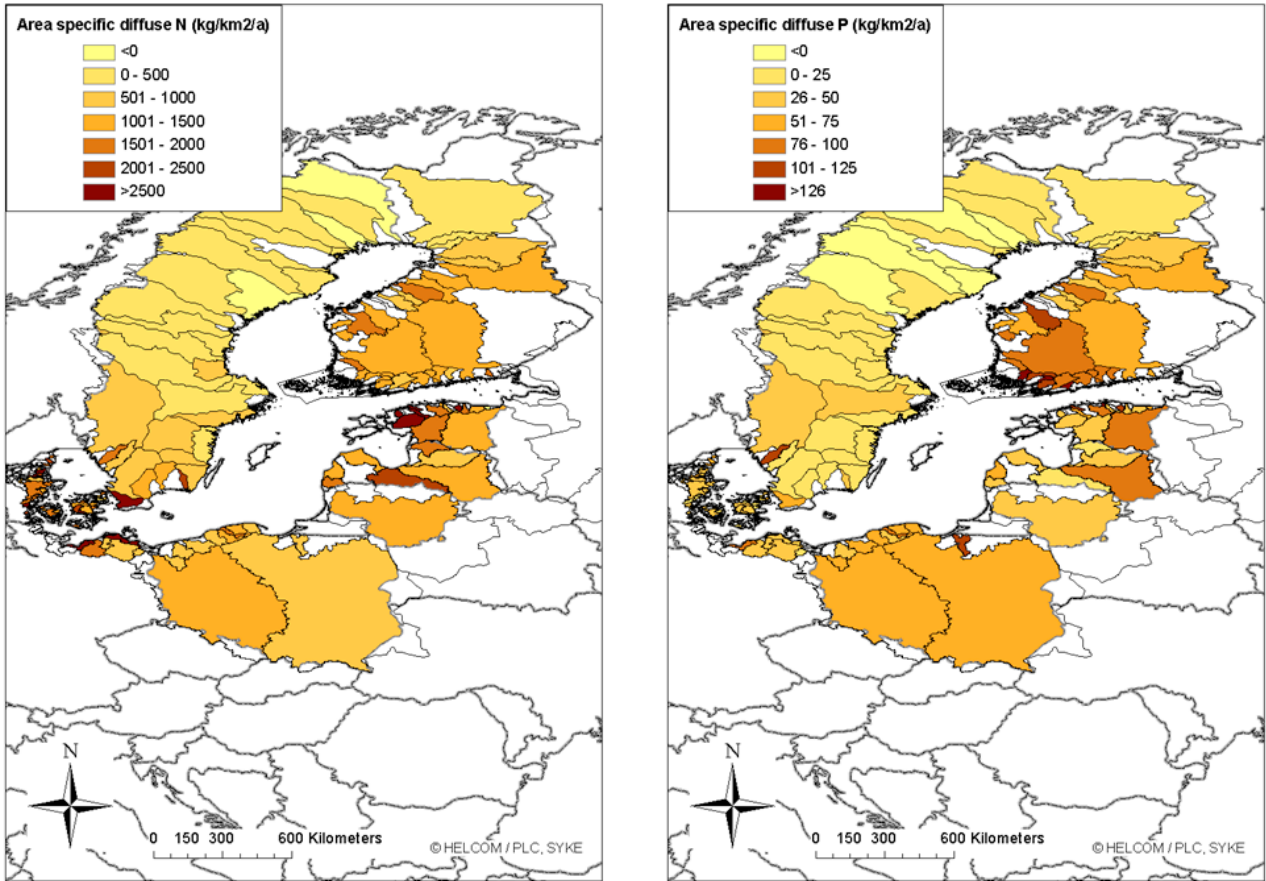 Area specific diffuse N (kg/km2/a)
<0
0 - 500
501 - 1000
1001 - 1500
1501 - 2000
2001 - 2500
>2500
N
0 150 300 600 Kilometers
© HELCOM / PLC, SYKE
Area specific diffuse P (kg/km2/a)
<0
0 - 25
26 - 50
51 - 75
76 - 100
101 - 125
>126
N
0 150 300 600 Kilometers
© HELCOM / PLC, SYKE